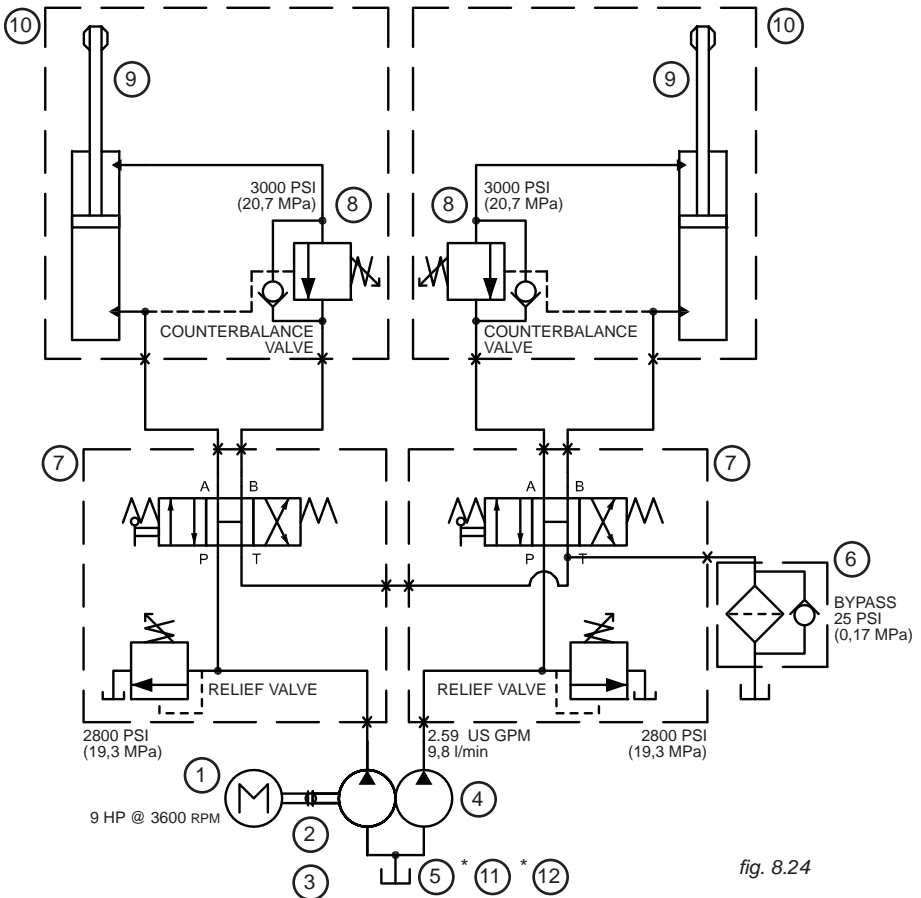 10
10
9
9
3000 PSI
(20,7 MPa)
8
8
3000 PSI
(20,7 MPa)
COUNTERBALANCE
VALVE
COUNTERBALANCE
VALVE
7
7
A B
A B
P T
P T
6
BYPASS
25 PSI
(0,17 MPa)
RELIEF VALVE
RELIEF VALVE
2800 PSI
(19,3 MPa)
2.59 US GPM
9,8 l/min
2800 PSI
(19,3 MPa)
1
M
4
9 HP @ 3600 RPM
2
3
5 * 11 * 12
fig. 8.24